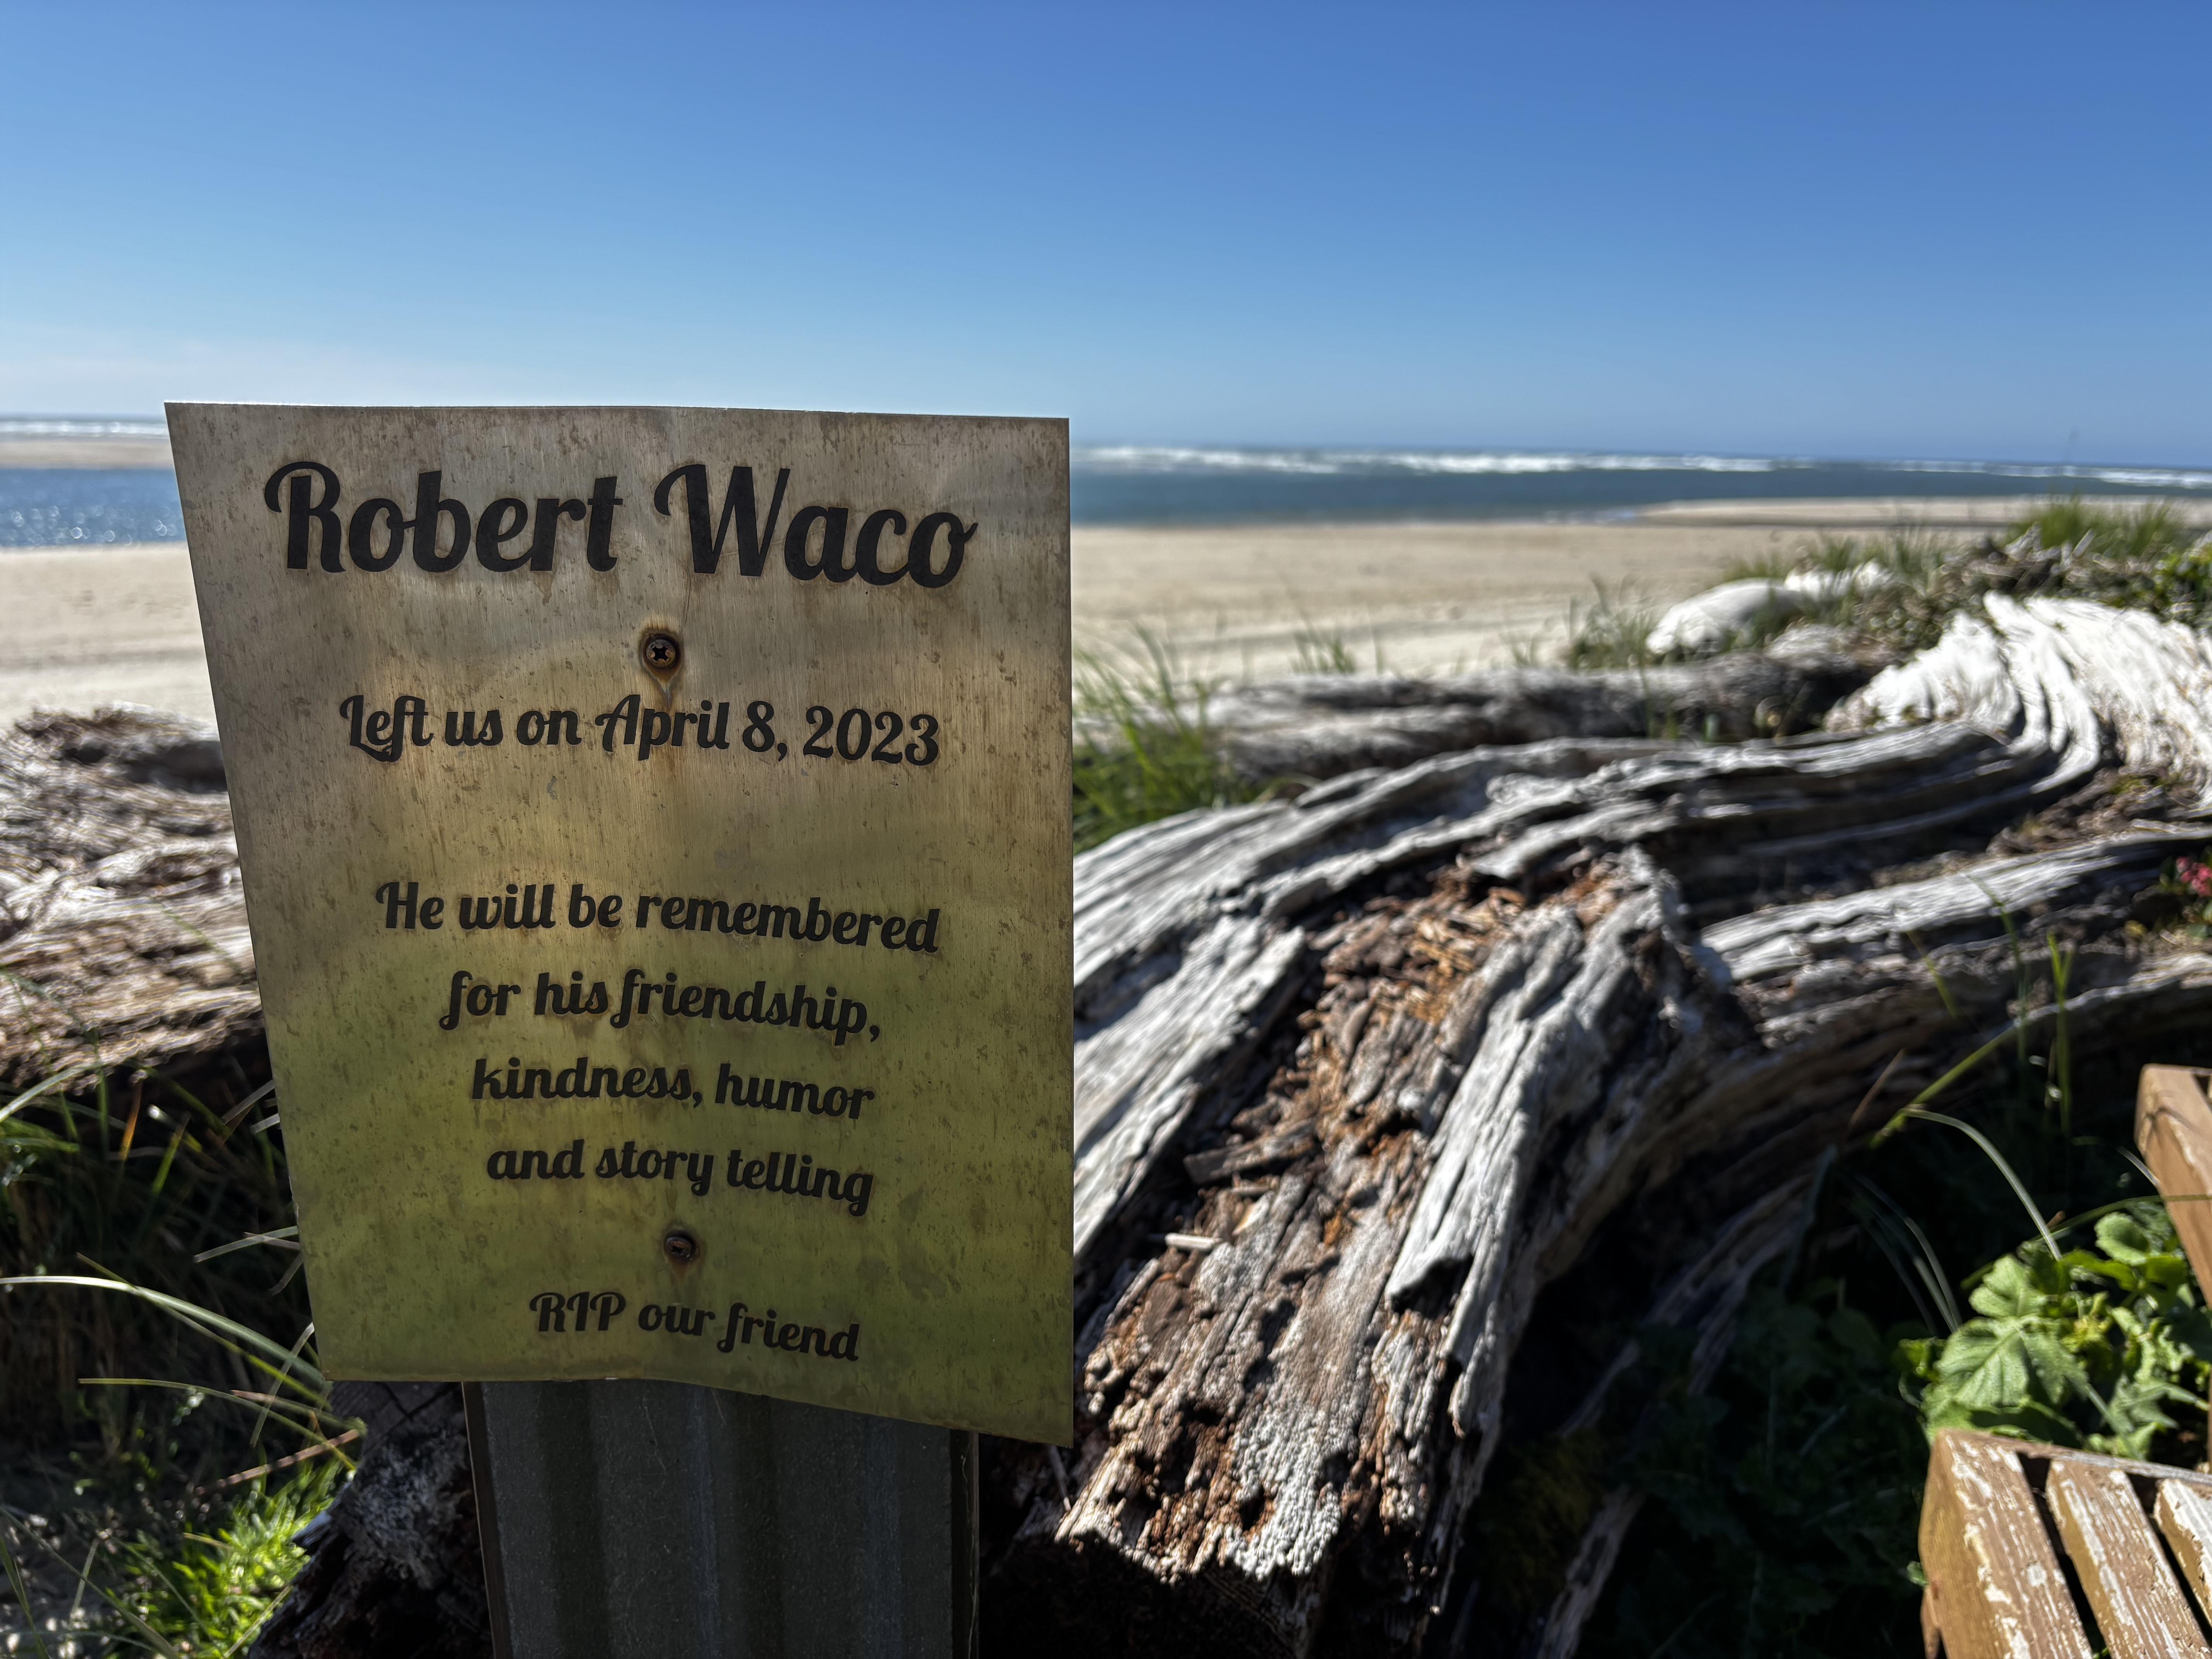 Robert Waco
Left us on April 8, 2023
He will be remembered
for his friendship,
kindness, humor
and story telling
RIP our friend